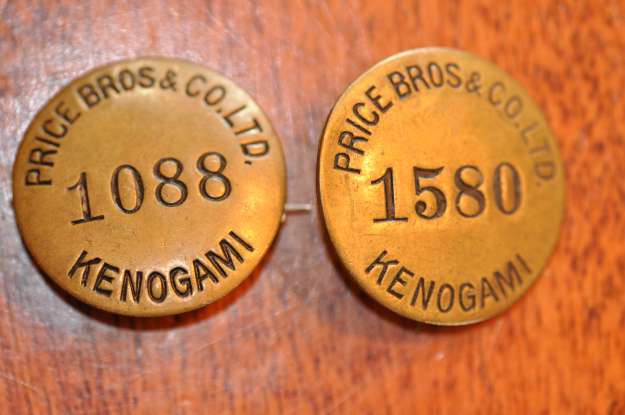 PRICE BROS & CO. LTD.
1088
KENOGAMI
PRICE BROS & CO. LTD.
1580
KENOGAMI